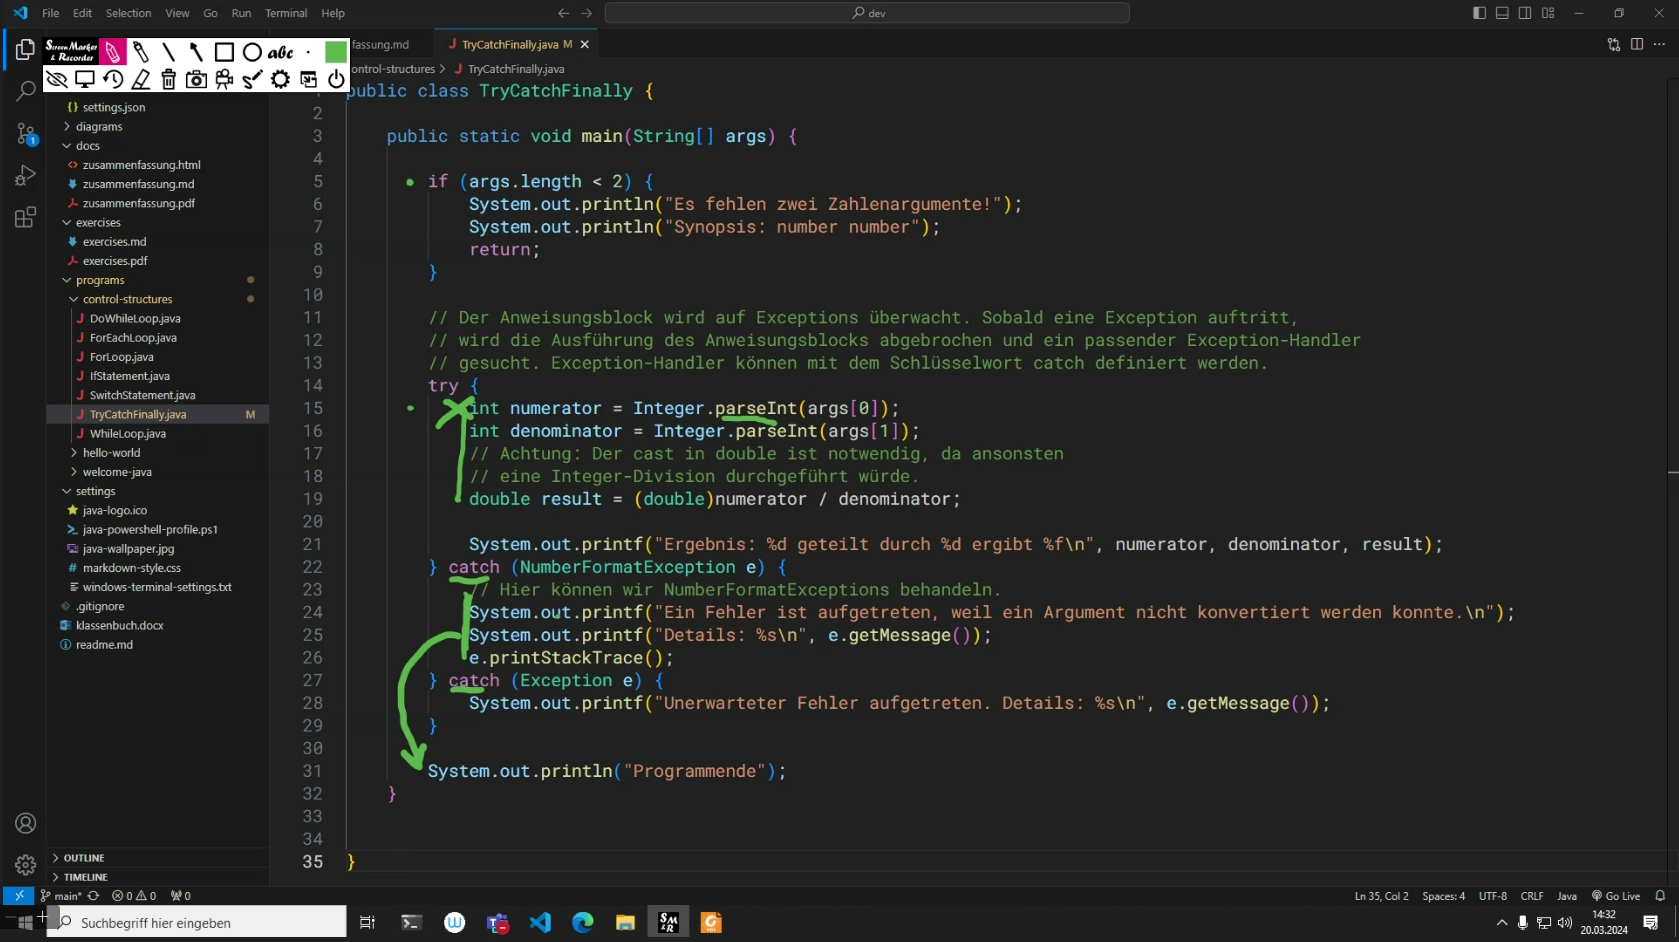 File Edit Selection View Go Run Terminal Help
dev
Screen Marker & Recorder
abc
fassung.md
TryCatchFinally.java M
ontrol-structures > TryCatchFinally.java
settings.json
diagrams
docs
zusammenfassung.html
zusammenfassung.md
zusammenfassung.pdf
exercises
exercises.md
exercises.pdf
programs
control-structures
DoWhileLoop.java
ForEachLoop.java
ForLoop.java
IfStatement.java
SwitchStatement.java
TryCatchFinally.java M
WhileLoop.java
hello-world
welcome-java
settings
java-logo.ico
java-powershell-profile.ps1
java-wallpaper.jpg
markdown-style.css
windows-terminal-settings.txt
.gitignore
klassenbuch.docx
readme.md
OUTLINE
TIMELINE
public class TryCatchFinally {
2
3 public static void main(String[] args) {
4
5 if (args.length < 2) {
6 System.out.println("Es fehlen zwei Zahlenargumente!");
7 System.out.println("Synopsis: number number");
8 return;
9 }
10
11 // Der Anweisungsblock wird auf Exceptions überwacht. Sobald eine Exception auftritt,
12 // wird die Ausführung des Anweisungsblocks abgebrochen und ein passender Exception-Handler
13 // gesucht. Exception-Handler können mit dem Schlüsselwort catch definiert werden.
14 try {
15 int numerator = Integer.parseInt(args[0]);
16 int denominator = Integer.parseInt(args[1]);
17 // Achtung: Der cast in double ist notwendig, da ansonsten
18 // eine Integer-Division durchgeführt würde.
19 double result = (double)numerator / denominator;
20
21 System.out.printf("Ergebnis: %d geteilt durch %d ergibt %f\n", numerator, denominator, result);
22 } catch (NumberFormatException e) {
23 // Hier können wir NumberFormatExceptions behandeln.
24 System.out.printf("Ein Fehler ist aufgetreten, weil ein Argument nicht konvertiert werden konnte.\n");
25 System.out.printf("Details: %s\n", e.getMessage());
26 e.printStackTrace();
27 } catch (Exception e) {
28 System.out.printf("Unerwarteter Fehler aufgetreten. Details: %s\n", e.getMessage());
29 }
30
31 System.out.println("Programmende");
32 }
33
34
35 }
main* 0 0 0
Ln 35, Col 2 Spaces: 4 UTF-8 CRLF Java Go Live
Suchbegriff hier eingeben
14:32
20.03.2024